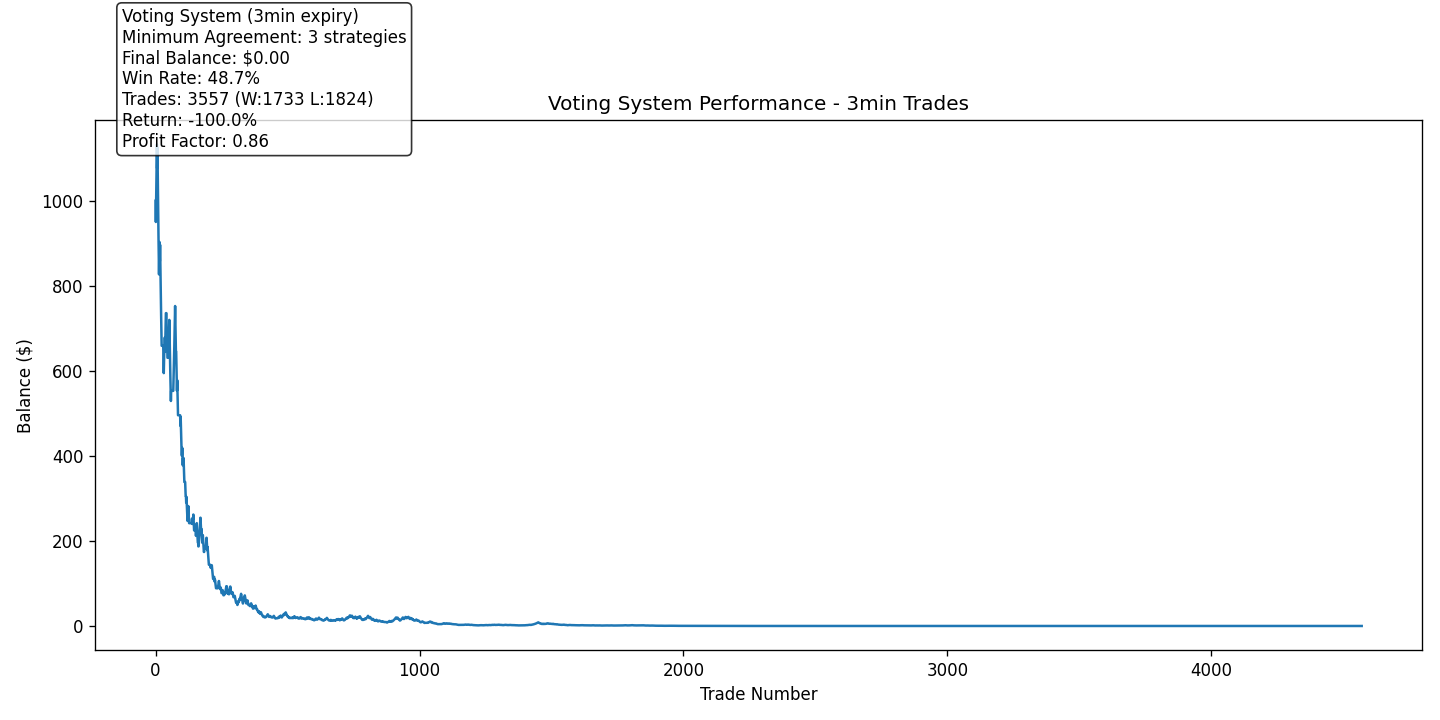 Voting System (3min expiry)
Minimum Agreement: 3 strategies
Final Balance: $0.00
Win Rate: 48.7%
Trades: 3557 (W:1733 L:1824)
Return: -100.0%
Profit Factor: 0.86
Voting System Performance - 3min Trades
Balance ($)
1000
800
600
400
200
0
0
1000
2000
3000
4000
Trade Number